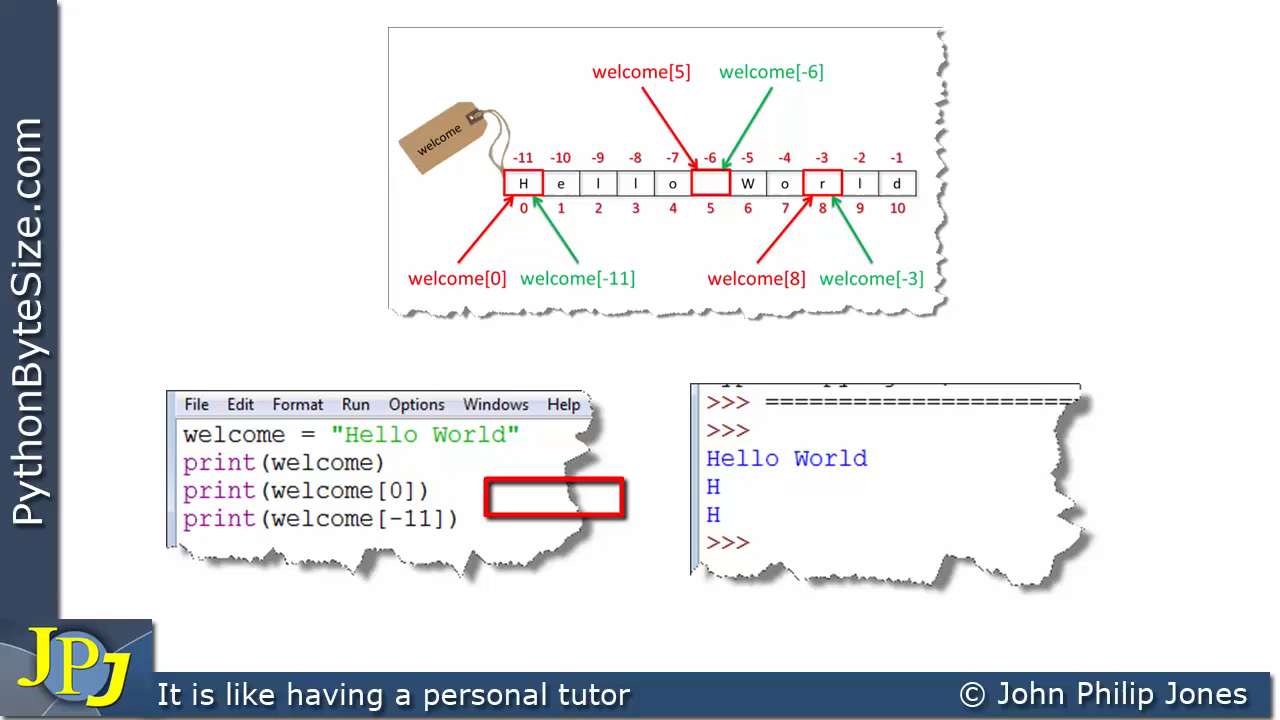 PythonByteSize.com
welcome[5] welcome[-6]
welcome
-11 -10 -9 -8 -7 -6 -5 -4 -3 -2 -1
H e l l o W o r l d
0 1 2 3 4 5 6 7 8 9 10
welcome[0] welcome[-11] welcome[8] welcome[-3]
File Edit Format Run Options Windows Help
welcome = "Hello World"
print(welcome)
print(welcome[0])
print(welcome[-11])
>>> =====================
>>>
Hello World
H
H
>>>
JPJ
It is like having a personal tutor
© John Philip Jones